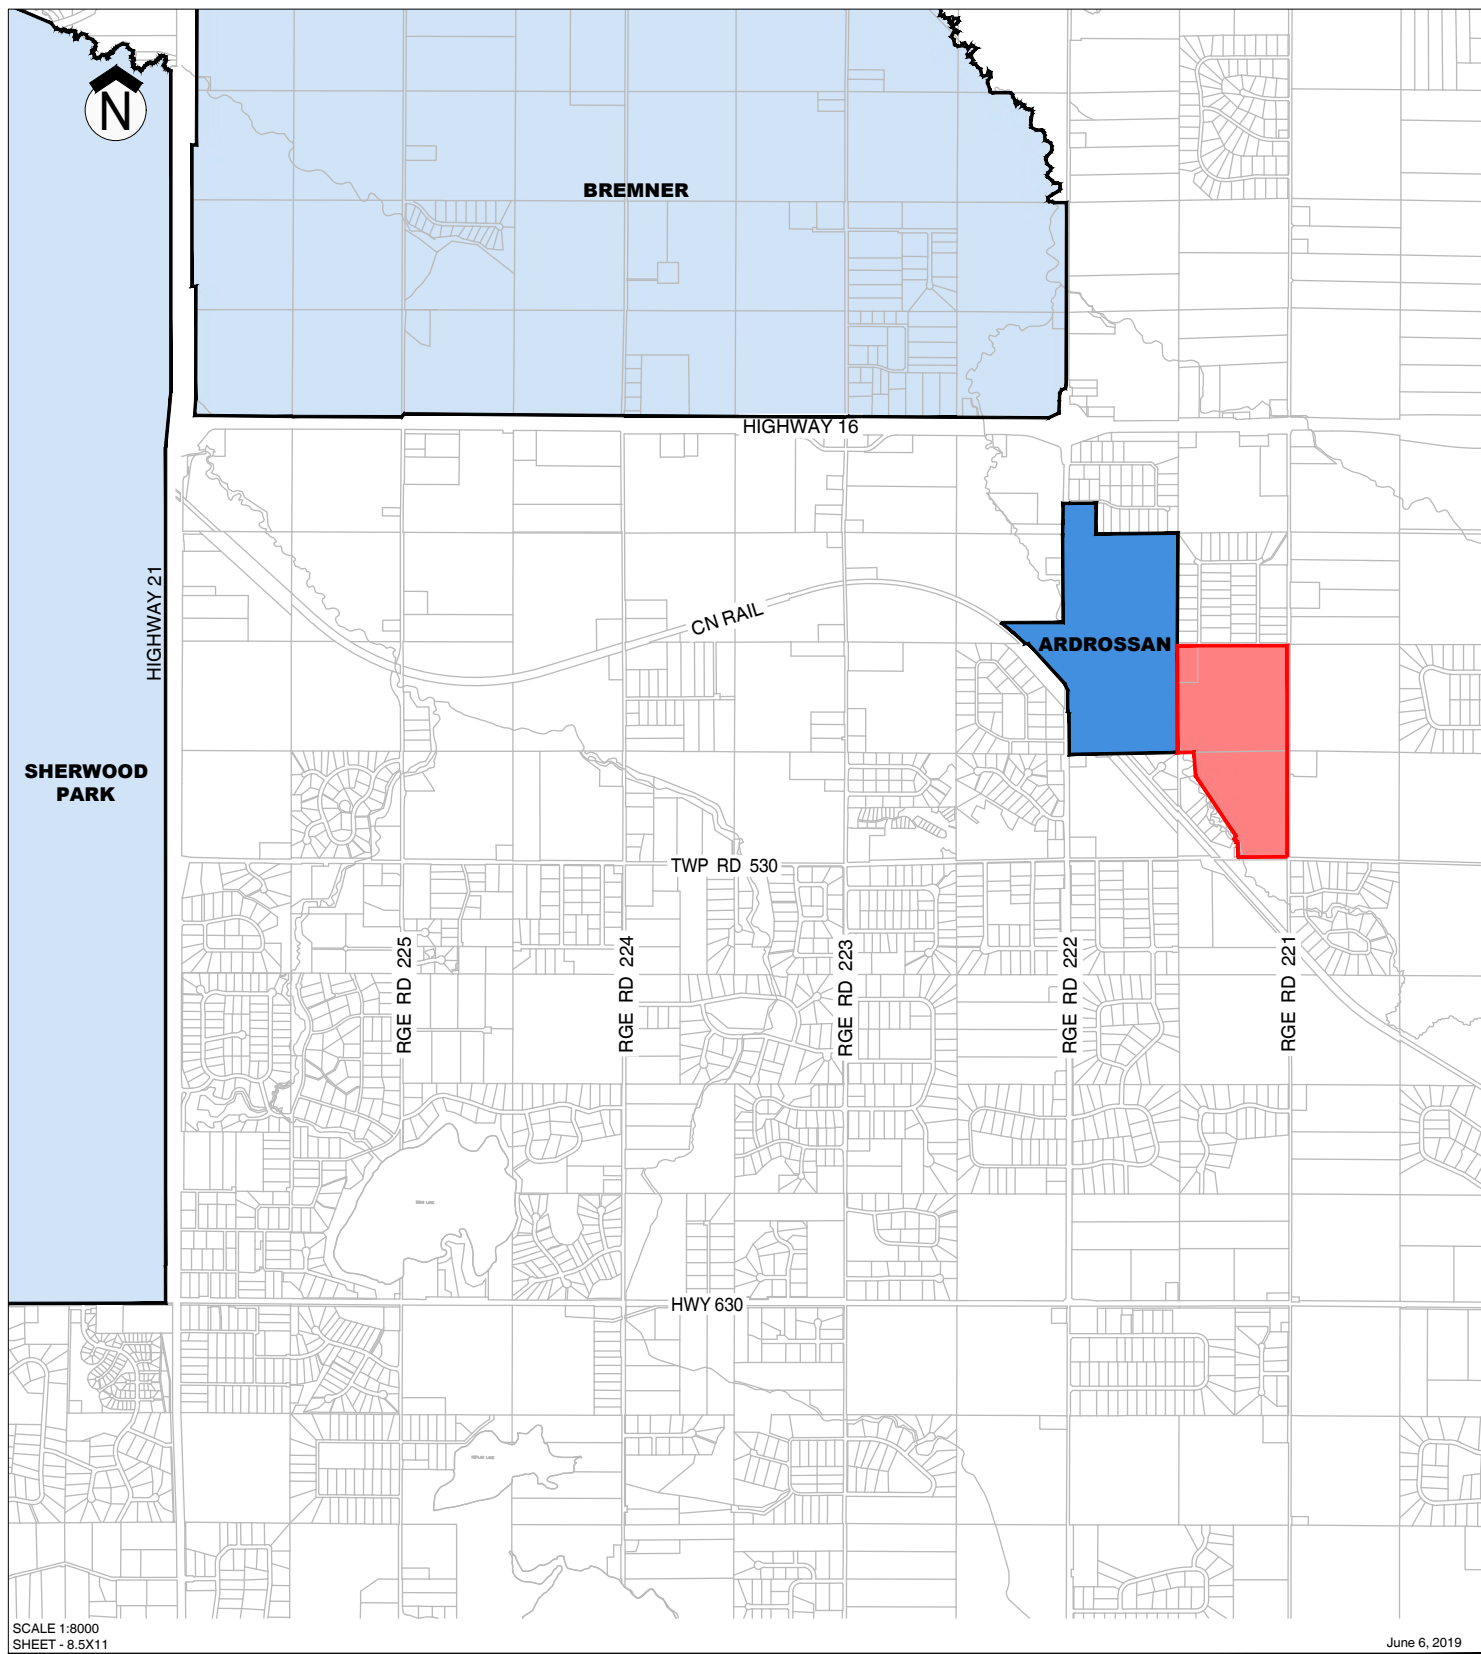 N
BREMNER
HIGHWAY 16
HIGHWAY 21
CN RAIL
ARDROSSAN
SHERWOOD
PARK
TWP RD 530
RGE RD 225
RGE RD 224
RGE RD 223
RGE RD 222
RGE RD 221
HWY 630
SCALE 1:8000
SHEET - 8.5X11
June 6, 2019